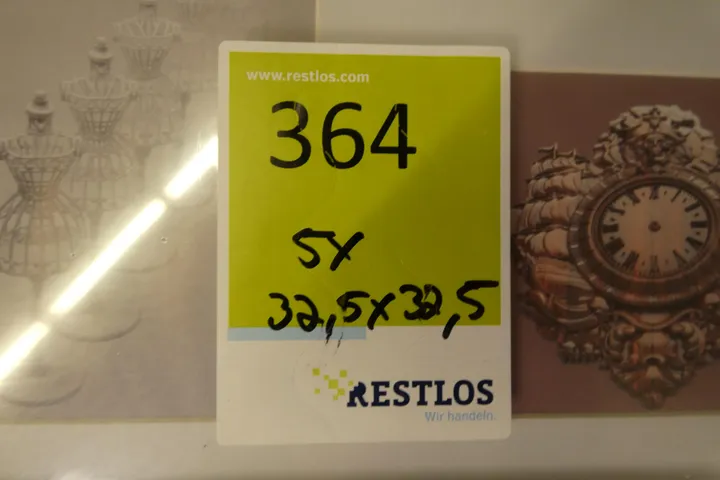 www.restlos.com
364
5x
32,5x32,5
RESTLOS
Wir handeln.